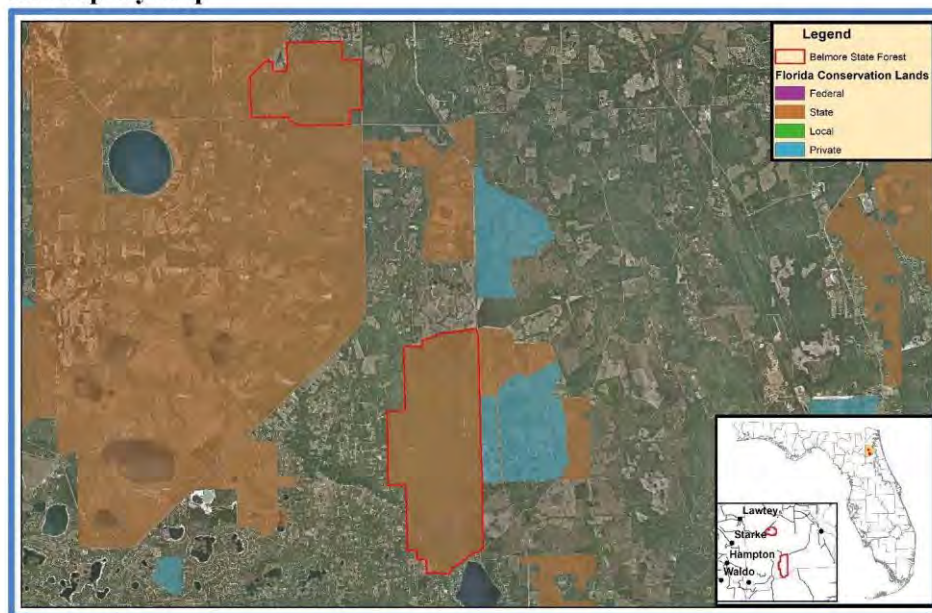 Legend
Belmore State Forest
Florida Conservation Lands
Federal
State
Local
Private
Lawtey
Starke
Hampton
Waldo